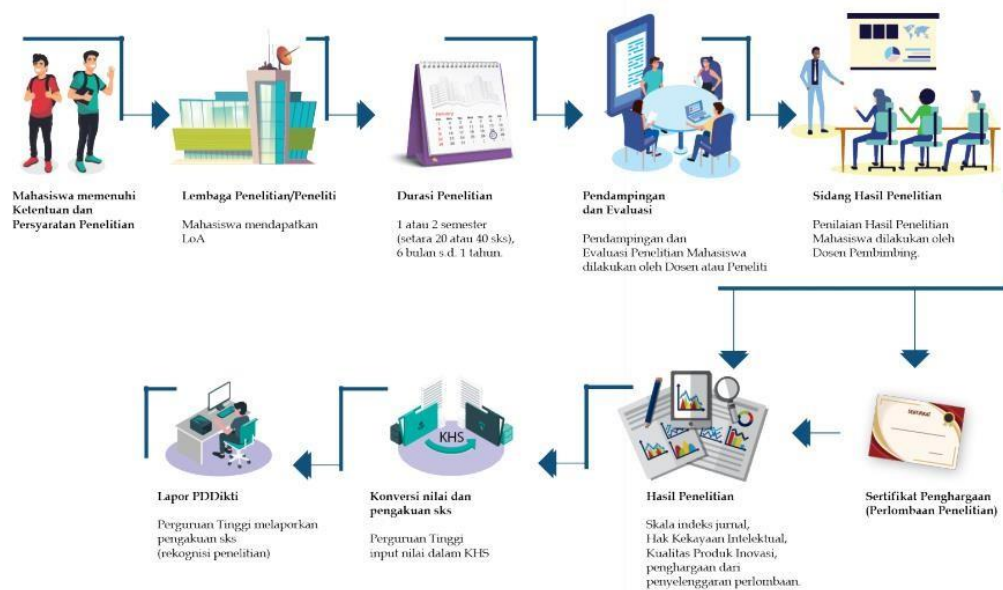 Mahasiswa memenuhi
Ketentuan dan
Persyaratan Penelitian
Lembaga Penelitian/Peneliti
Mahasiswa mendapatkan
LoA
Durasi Penelitian
1 atau 2 semester
(setara 20 atau 40 sks),
6 bulan s.d. 1 tahun.
Pendampingan
dan Evaluasi
Pendampingan dan
Evaluasi Penelitian Mahasiswa
dilakukan oleh Dosen atau Peneliti
Sidang Hasil Penelitian
Penilaian Hasil Penelitian
Mahasiswa dilakukan oleh
Dosen Pembimbing.
KHS
SERTIFIKAT
Lapor PDDikti
Perguruan Tinggi melaporkan
pengakuan sks
(rekognisi penelitian)
Konversi nilai dan
pengakuan sks
Perguruan Tinggi
input nilai dalam KHS
Hasil Penelitian
Skala indeks jurnal,
Hak Kekayaan Intelektual,
Kualitas Produk Inovasi,
penghargaan dari
penyelenggaran perlombaan.
Sertifikat Penghargaan
(Perlombaan Penelitian)